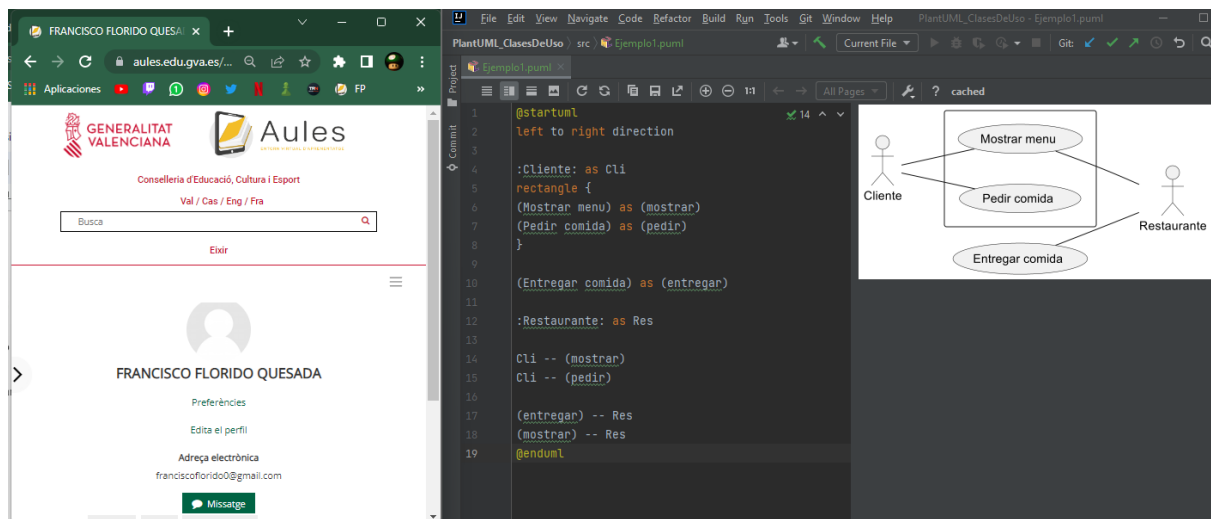 FRANCISCO FLORIDO QUESA
aules.edu.gva.es/...
Aplicaciones
FP
»
GENERALITAT
VALENCIANA
Aules
Conselleria d'Educació, Cultura i Esport
Val / Cas / Eng / Fra
Busca
Eixir
FRANCISCO FLORIDO QUESADA
Preferències
Edita el perfil
Adreça electrònica
franciscoflorido0@gmail.com
Missatge
File Edit View Navigate Code Refactor Build Run Tools Git Window Help PlantUML_ClasesDeUso - Ejemplo1.puml
PlantUML_ClasesDeUso src Ejemplo1.puml Current File Git:
Ejemplo1.puml
Project
Commit
1:1 All Pages ? cached
14
1 @startuml
2 left to right direction
3
4 :Cliente: as Cli
5 rectangle {
6 (Mostrar menu) as (mostrar)
7 (Pedir comida) as (pedir)
8 }
9
10 (Entregar comida) as (entregar)
11
12 :Restaurante: as Res
13
14 Cli -- (mostrar)
15 Cli -- (pedir)
16
17 (entregar) -- Res
18 (mostrar) -- Res
19 @enduml
Mostrar menu
Cliente
Pedir comida
Restaurante
Entregar comida